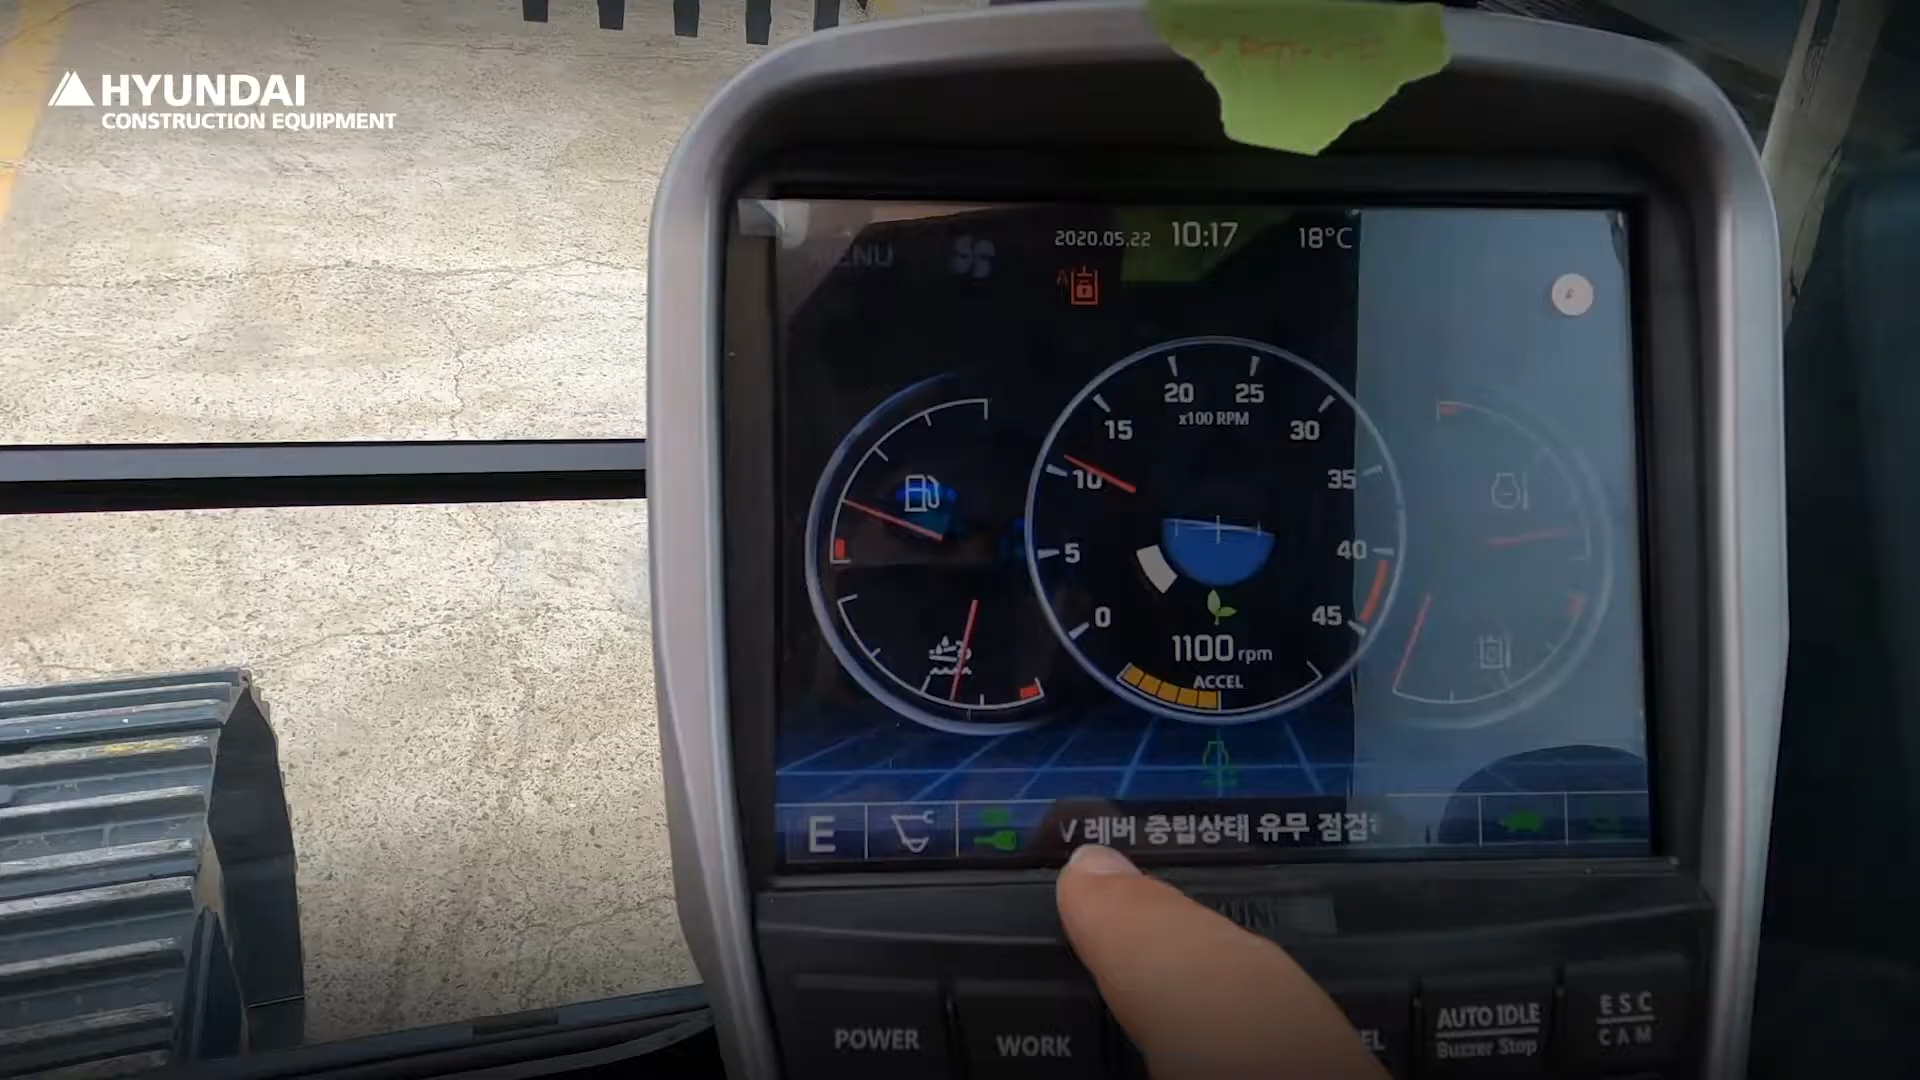 HYUNDAI
CONSTRUCTION EQUIPMENT
MENU
2020.05.22 10:17 18°C
20 25
x100 RPM
15 30
10 35
5 40
0 45
1100 rpm
ACCEL
E C
V 레버 중립상태 유무 점검
POWER
WORK
AUTO IDLE
Buzzer Stop
ESC
CAM